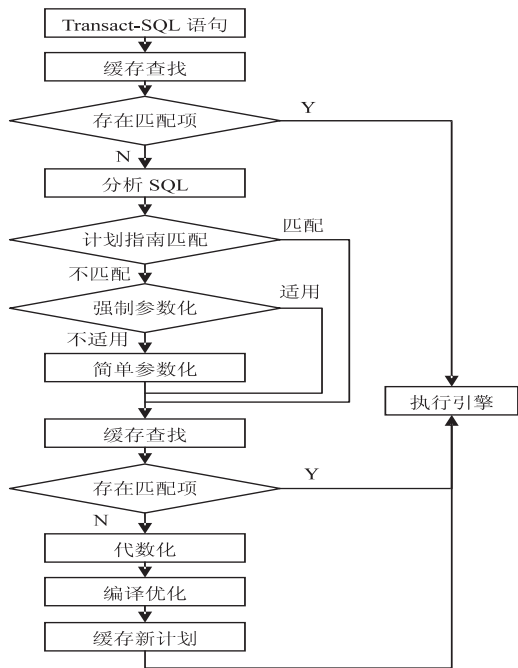 Transact-SQL 语句
缓存查找
存在匹配项
Y
N
分析 SQL
计划指南匹配
匹配
不匹配
强制参数化
适用
不适用
简单参数化
执行引擎
缓存查找
存在匹配项
Y
N
代数化
编译优化
缓存新计划